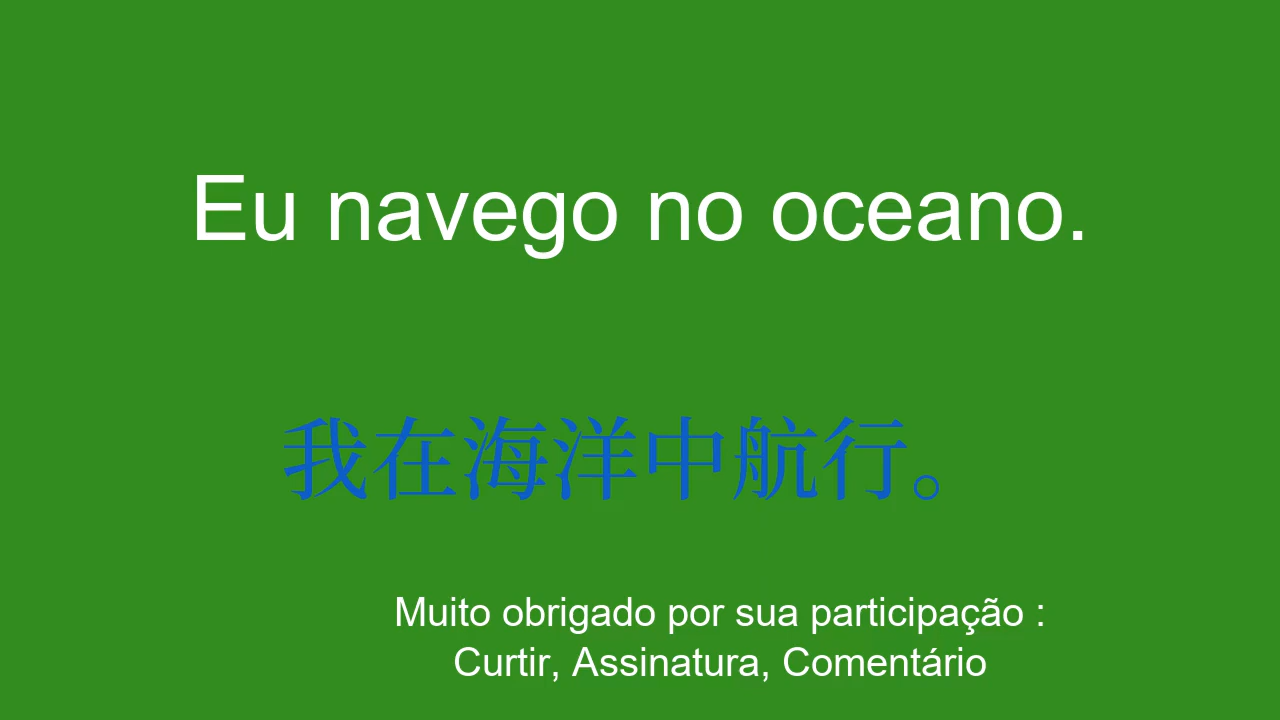 Eu navego no oceano.
我在海洋中航行。
Muito obrigado por sua participação :
Curtir, Assinatura, Comentário